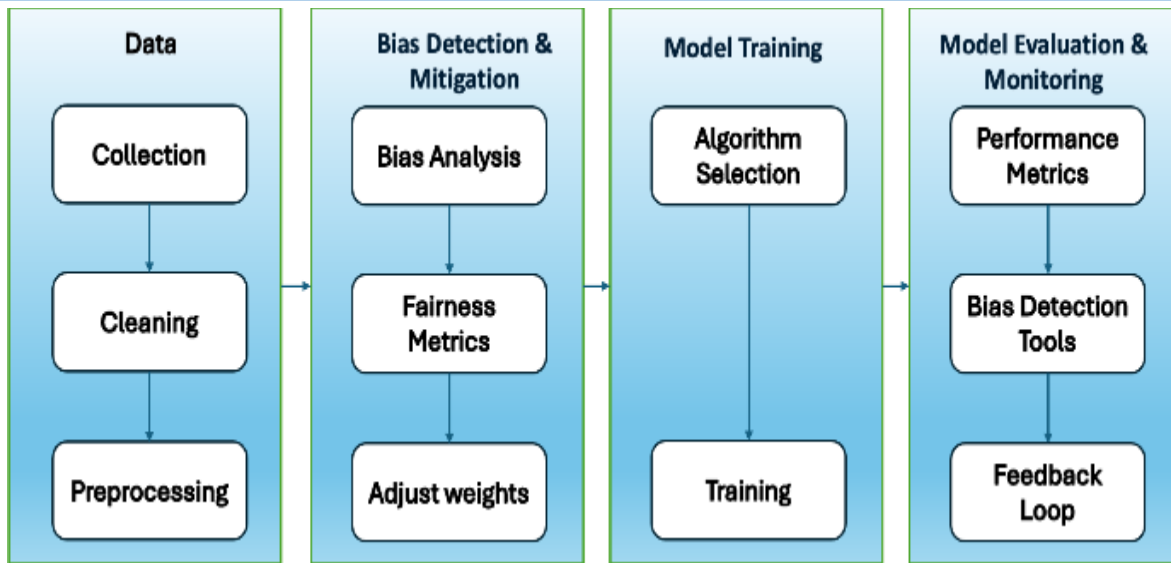 Data
Collection
Cleaning
Preprocessing
Bias Detection &
Mitigation
Bias Analysis
Fairness
Metrics
Adjust weights
Model Training
Algorithm
Selection
Training
Model Evaluation &
Monitoring
Performance
Metrics
Bias Detection
Tools
Feedback
Loop